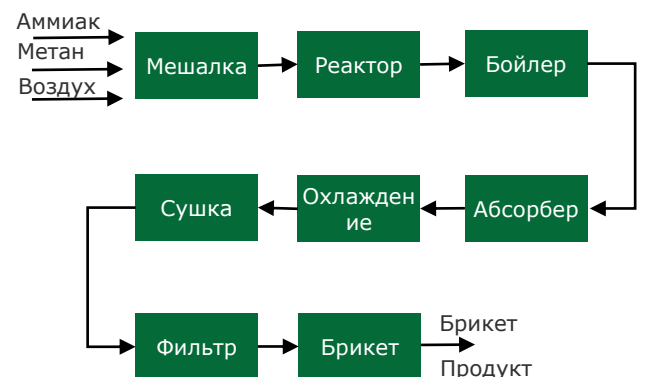 Аммиак
Метан
Воздух
Мешалка
Реактор
Бойлер
Сушка
Охлажден
ие
Абсорбер
Фильтр
Брикет
Брикет
Продукт